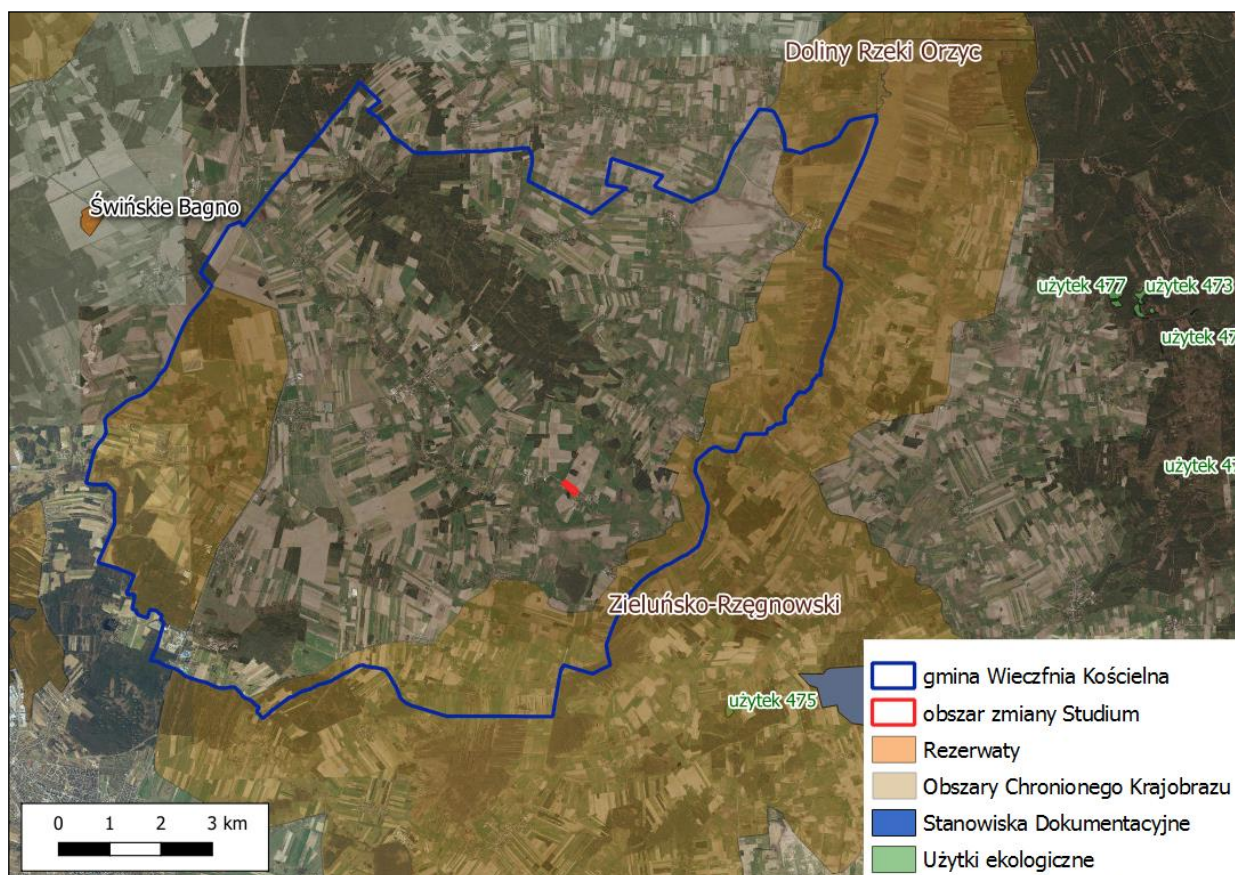 Doliny Rzeki Orzyc
Świńskie Bagno
użytek 477
użytek 473
użytek 47
użytek 47
Zieluńsko-Rzęgnowski
użytek 475
gmina Wieczfnia Kościelna
obszar zmiany Studium
Rezerwaty
Obszary Chronionego Krajobrazu
Stanowiska Dokumentacyjne
Użytki ekologiczne
0 1 2 3 km